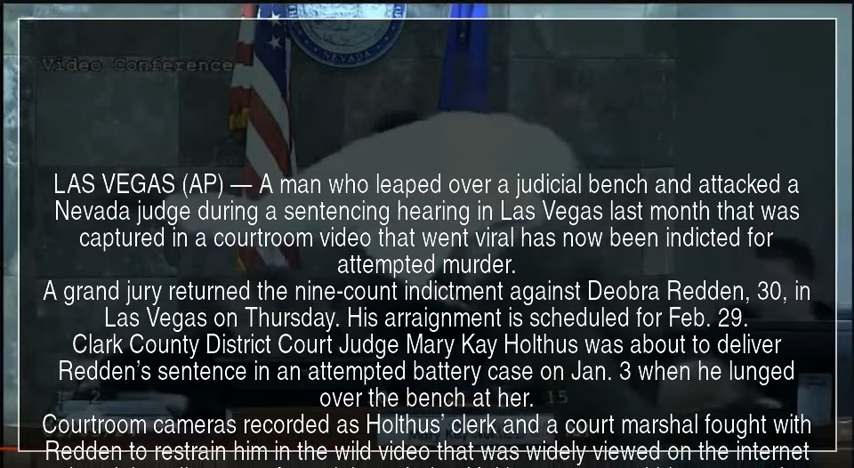 NEVADA
Video Conference
LAS VEGAS (AP) — A man who leaped over a judicial bench and attacked a
Nevada judge during a sentencing hearing in Las Vegas last month that was
captured in a courtroom video that went viral has now been indicted for
attempted murder.
A grand jury returned the nine-count indictment against Deobra Redden, 30, in
Las Vegas on Thursday. His arraignment is scheduled for Feb. 29.
Clark County District Court Judge Mary Kay Holthus was about to deliver
Redden’s sentence in an attempted battery case on Jan. 3 when he lunged
over the bench at her.
Courtroom cameras recorded as Holthus’ clerk and a court marshal fought with
Redden to restrain him in the wild video that was widely viewed on the internet